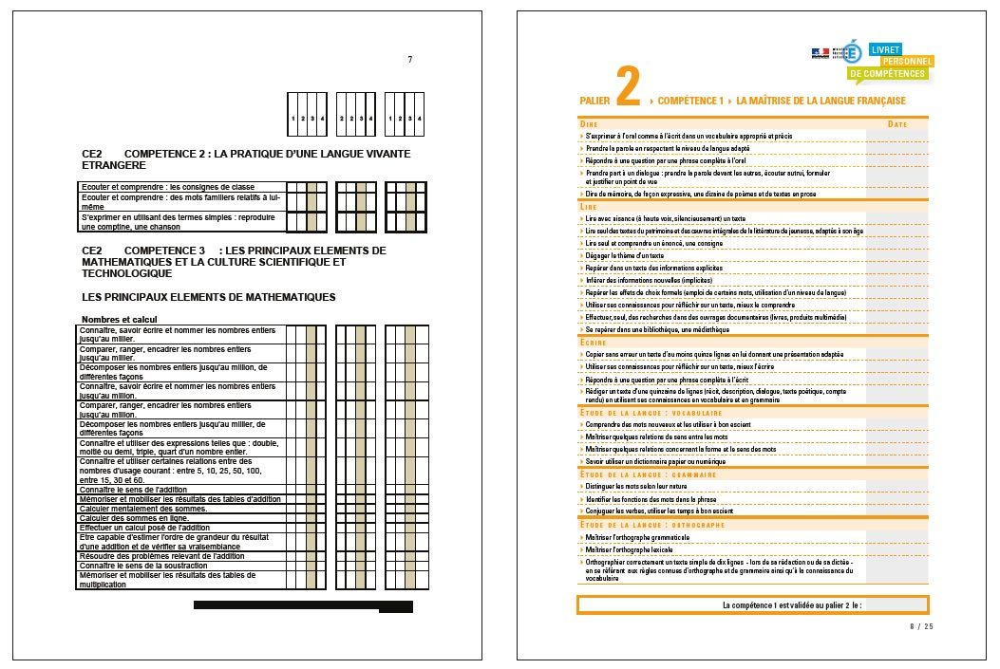 7
1 2 3 4 2 2 3 4 1 2 3 4
CE2 COMPETENCE 2 : LA PRATIQUE D'UNE LANGUE VIVANTE
ETRANGERE
Ecouter et comprendre : les consignes de classe
Ecouter et comprendre : des mots familiers relatifs à lui-
même
S'exprimer en utilisant des termes simples : reproduire
une comptine, une chanson
CE2 COMPETENCE 3 : LES PRINCIPAUX ELEMENTS DE
MATHEMATIQUES ET LA CULTURE SCIENTIFIQUE ET
TECHNOLOGIQUE
LES PRINCIPAUX ELEMENTS DE MATHEMATIQUES
Nombres et calcul
Connaître, savoir écrire et nommer les nombres entiers
jusqu'au millier.
Comparer, ranger, encadrer les nombres entiers
jusqu'au millier.
Décomposer les nombres entiers jusqu'au million, de
différentes façons
Connaître, savoir écrire et nommer les nombres entiers
jusqu'au million.
Comparer, ranger, encadrer les nombres entiers
jusqu'au million.
Décomposer les nombres entiers jusqu'au millier, de
différentes façons
Connaître et utiliser des expressions telles que : double,
moitié ou demi, triple, quart d'un nombre entier.
Connaître et utiliser certaines relations entre des
nombres d'usage courant : entre 5, 10, 25, 50, 100,
entre 15, 30 et 60.
Connaître le sens de l'addition
Mémoriser et mobiliser les résultats des tables d'addition
Calculer mentalement des sommes.
Calculer des sommes en ligne.
Effectuer un calcul posé de l'addition
Etre capable d'estimer l'ordre de grandeur du résultat
d'une addition et de vérifier sa vraisemblance
Résoudre des problèmes relevant de l'addition
Connaître le sens de la soustraction
Mémoriser et mobiliser les résultats des tables de
multiplication
LIVRET
PERSONNEL
DE COMPÉTENCES
PALIER 2 COMPÉTENCE 1 LA MAÎTRISE DE LA LANGUE FRANÇAISE
DIRE DATE
S'exprimer à l'oral comme à l'écrit dans un vocabulaire approprié et précis
Prendre la parole en respectant le niveau de langue adapté
Répondre à une question par une phrase complète à l'oral
Prendre part à un dialogue : prendre la parole devant les autres, écouter autrui, formuler
et justifier un point de vue
Dire de mémoire, de façon expressive, une dizaine de poèmes et de textes en prose
LIRE
Lire avec aisance (à haute voix, silencieusement) un texte
Lire seul des textes du patrimoine et des œuvres intégrales de la littérature de jeunesse, adaptés à son âge
Lire seul et comprendre un énoncé, une consigne
Dégager le thème d'un texte
Repérer dans un texte des informations explicites
Inférer des informations nouvelles (implicites)
Repérer les effets de choix formels (emploi de certains mots, utilisation d'un niveau de langue)
Utiliser ses connaissances pour réfléchir sur un texte, mieux le comprendre
Effectuer, seul, des recherches dans des ouvrages documentaires (livres, produits multimédia)
Se repérer dans une bibliothèque, une médiathèque
ECRIRE
Copier sans erreur un texte d'au moins quinze lignes en lui donnant une présentation adaptée
Utiliser ses connaissances pour réfléchir sur un texte, mieux l'écrire
Répondre à une question par une phrase complète à l'écrit
Rédiger un texte d'une quinzaine de lignes (récit, description, dialogue, texte poétique, compte
rendu) en utilisant ses connaissances en vocabulaire et en grammaire
ETUDE DE LA LANGUE : VOCABULAIRE
Comprendre des mots nouveaux et les utiliser à bon escient
Maîtriser quelques relations de sens entre les mots
Maîtriser quelques relations concernant la forme et le sens des mots
Savoir utiliser un dictionnaire papier ou numérique
ETUDE DE LA LANGUE : GRAMMAIRE
Distinguer les mots selon leur nature
Identifier les fonctions des mots dans la phrase
Conjuguer les verbes, utiliser les temps à bon escient
ETUDE DE LA LANGUE : ORTHOGRAPHE
Maîtriser l'orthographe grammaticale
Maîtriser l'orthographe lexicale
Orthographier correctement un texte simple de dix lignes - lors de sa rédaction ou de sa dictée -
en se référant aux règles connues d'orthographe et de grammaire ainsi qu'à la connaissance du
vocabulaire
La compétence 1 est validée au palier 2 le :
8 / 25